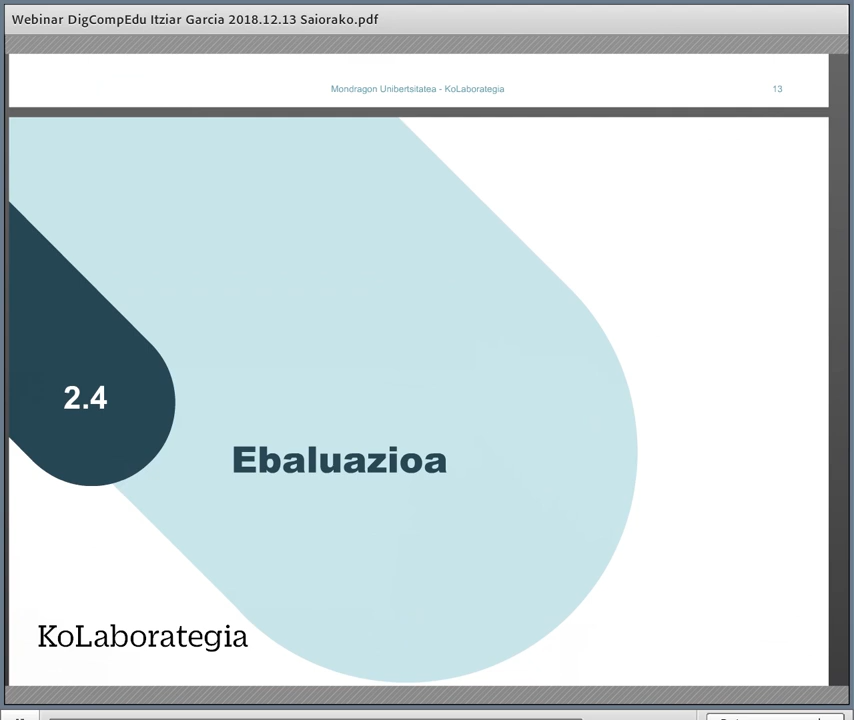 Webinar DigCompEdu Itziar Garcia 2018.12.13 Saiorako.pdf
Mondragon Unibertsitatea - KoLaborategia
13
2.4
Ebaluazioa
KoLaborategia